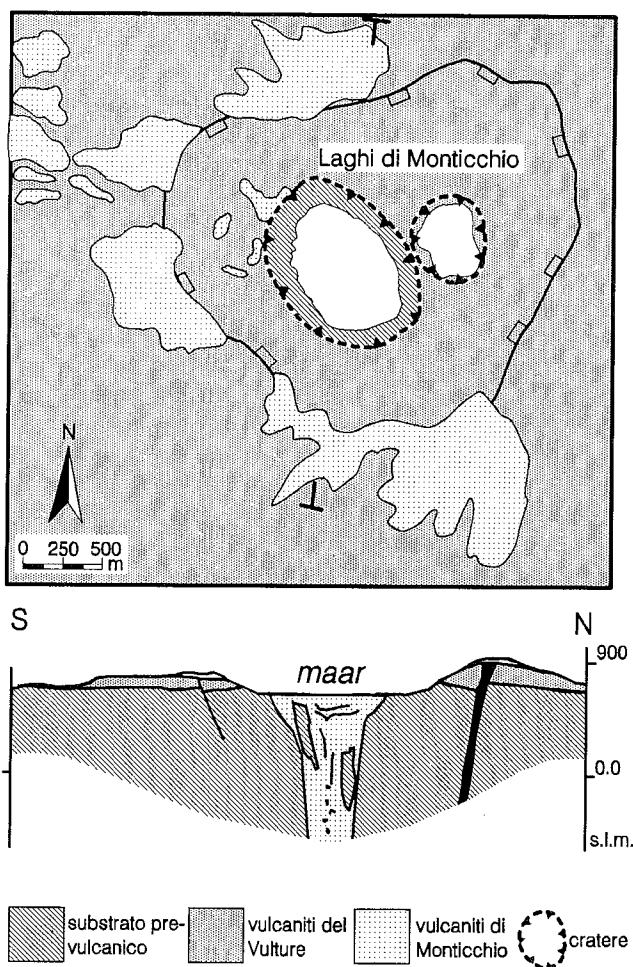 Laghi di Monticchio
N
0 250 500
m
S
N
maar
900
0.0
s.l.m.
substrato pre-
vulcanico
vulcaniti del
Vulture
vulcaniti di
Monticchio
cratere